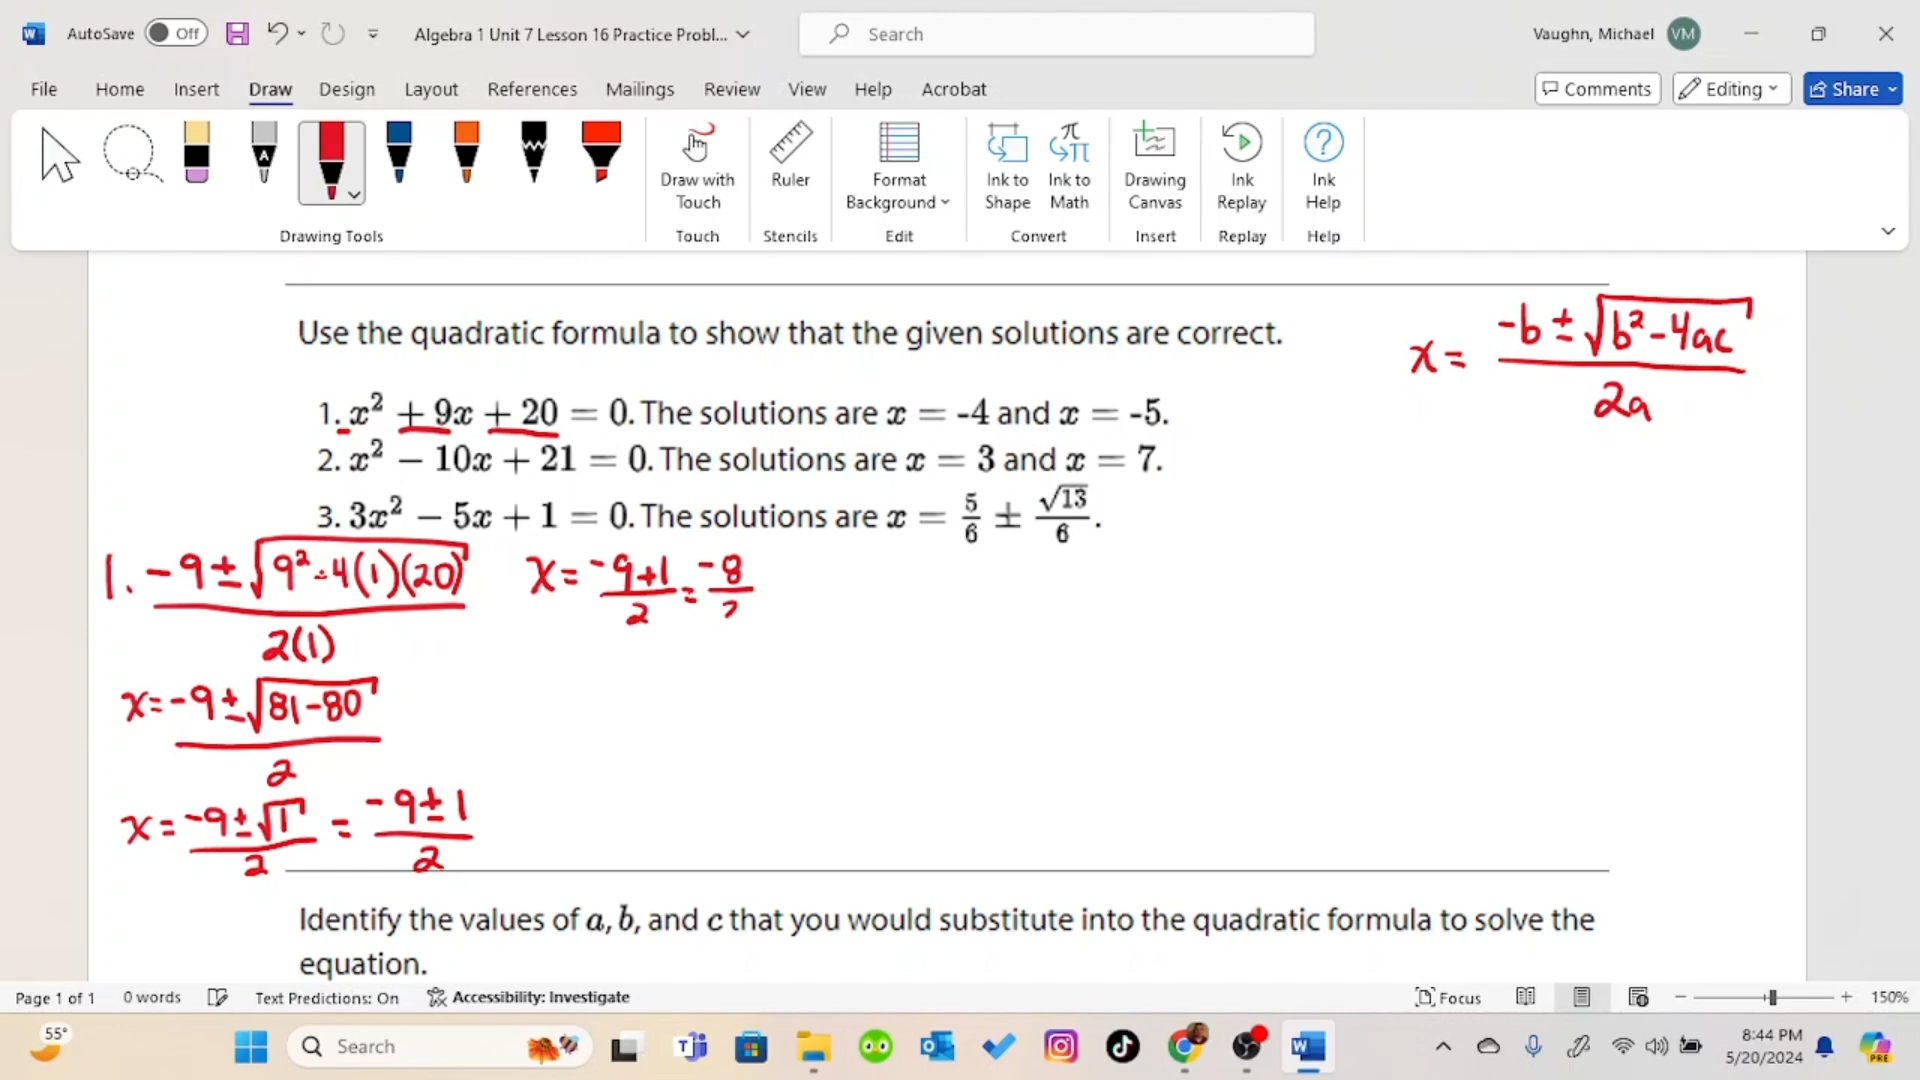 AutoSave Off Algebra 1 Unit 7 Lesson 16 Practice Probl... Search Vaughn, Michael VM
File Home Insert Draw Design Layout References Mailings Review View Help Acrobat Comments Editing Share
Draw with Touch Ruler Format Background Ink to Shape Ink to Math Drawing Canvas Ink Replay Ink Help
Drawing Tools Touch Stencils Edit Convert Insert Replay Help
Use the quadratic formula to show that the given solutions are correct.
x = (-b ± √(b² - 4ac)) / 2a
1. x² + 9x + 20 = 0. The solutions are x = -4 and x = -5.
2. x² − 10x + 21 = 0. The solutions are x = 3 and x = 7.
3. 3x² − 5x + 1 = 0. The solutions are x = 5/6 ± √13/6.
1. (-9 ± √(9² - 4(1)(20))) / 2(1)
x = (-9+1)/2 = -8/2
x = (-9 ± √(81-80)) / 2
x = (-9 ± √1)/2 = (-9 ± 1)/2
Identify the values of a, b, and c that you would substitute into the quadratic formula to solve the
equation.
Page 1 of 1 0 words Text Predictions: On Accessibility: Investigate Focus 150%
55° Search 8:44 PM
5/20/2024
PRE